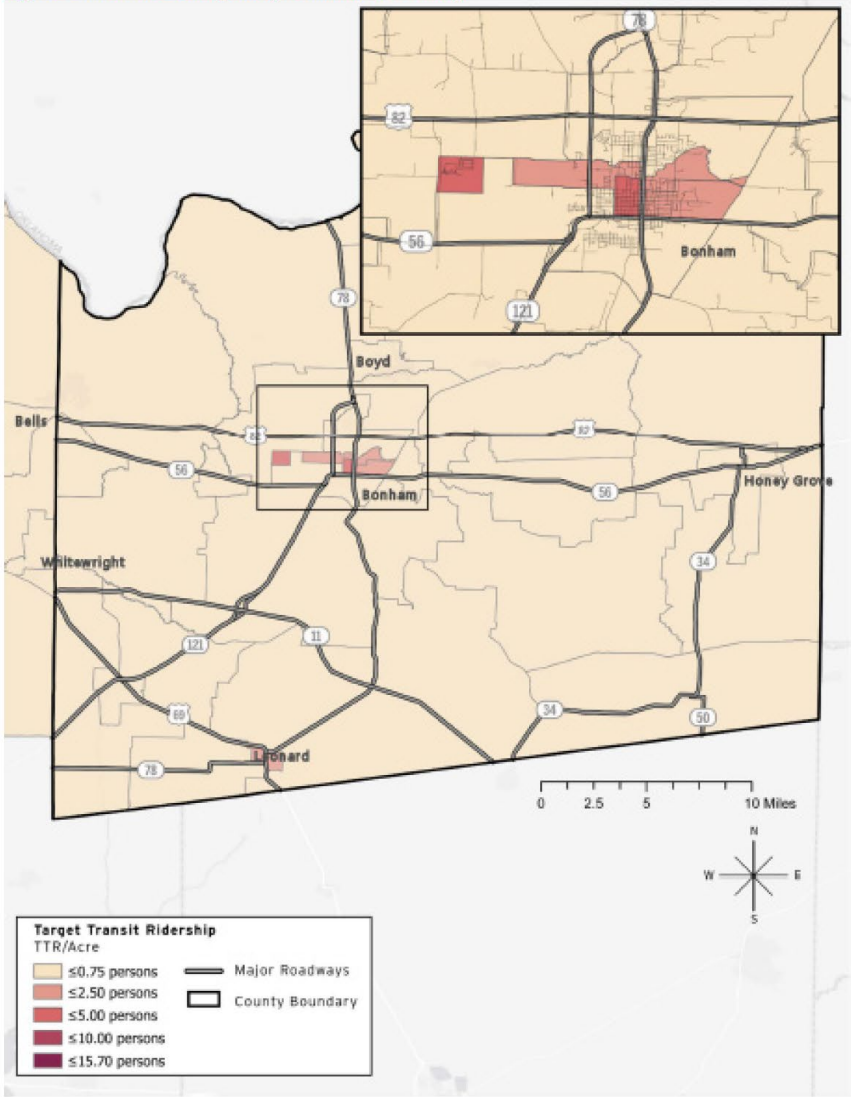 78
82
56
Bonham
121
OKLAHOMA
78
Boyd
Bells
82
82
56
Bonham
56
Honey Grove
Whitewright
34
121
11
69
34
50
Leonard
78
0 2.5 5 10 Miles
N
W E
S
Target Transit Ridership
TTR/Acre
≤0.75 persons
≤2.50 persons
≤5.00 persons
≤10.00 persons
≤15.70 persons
Major Roadways
County Boundary